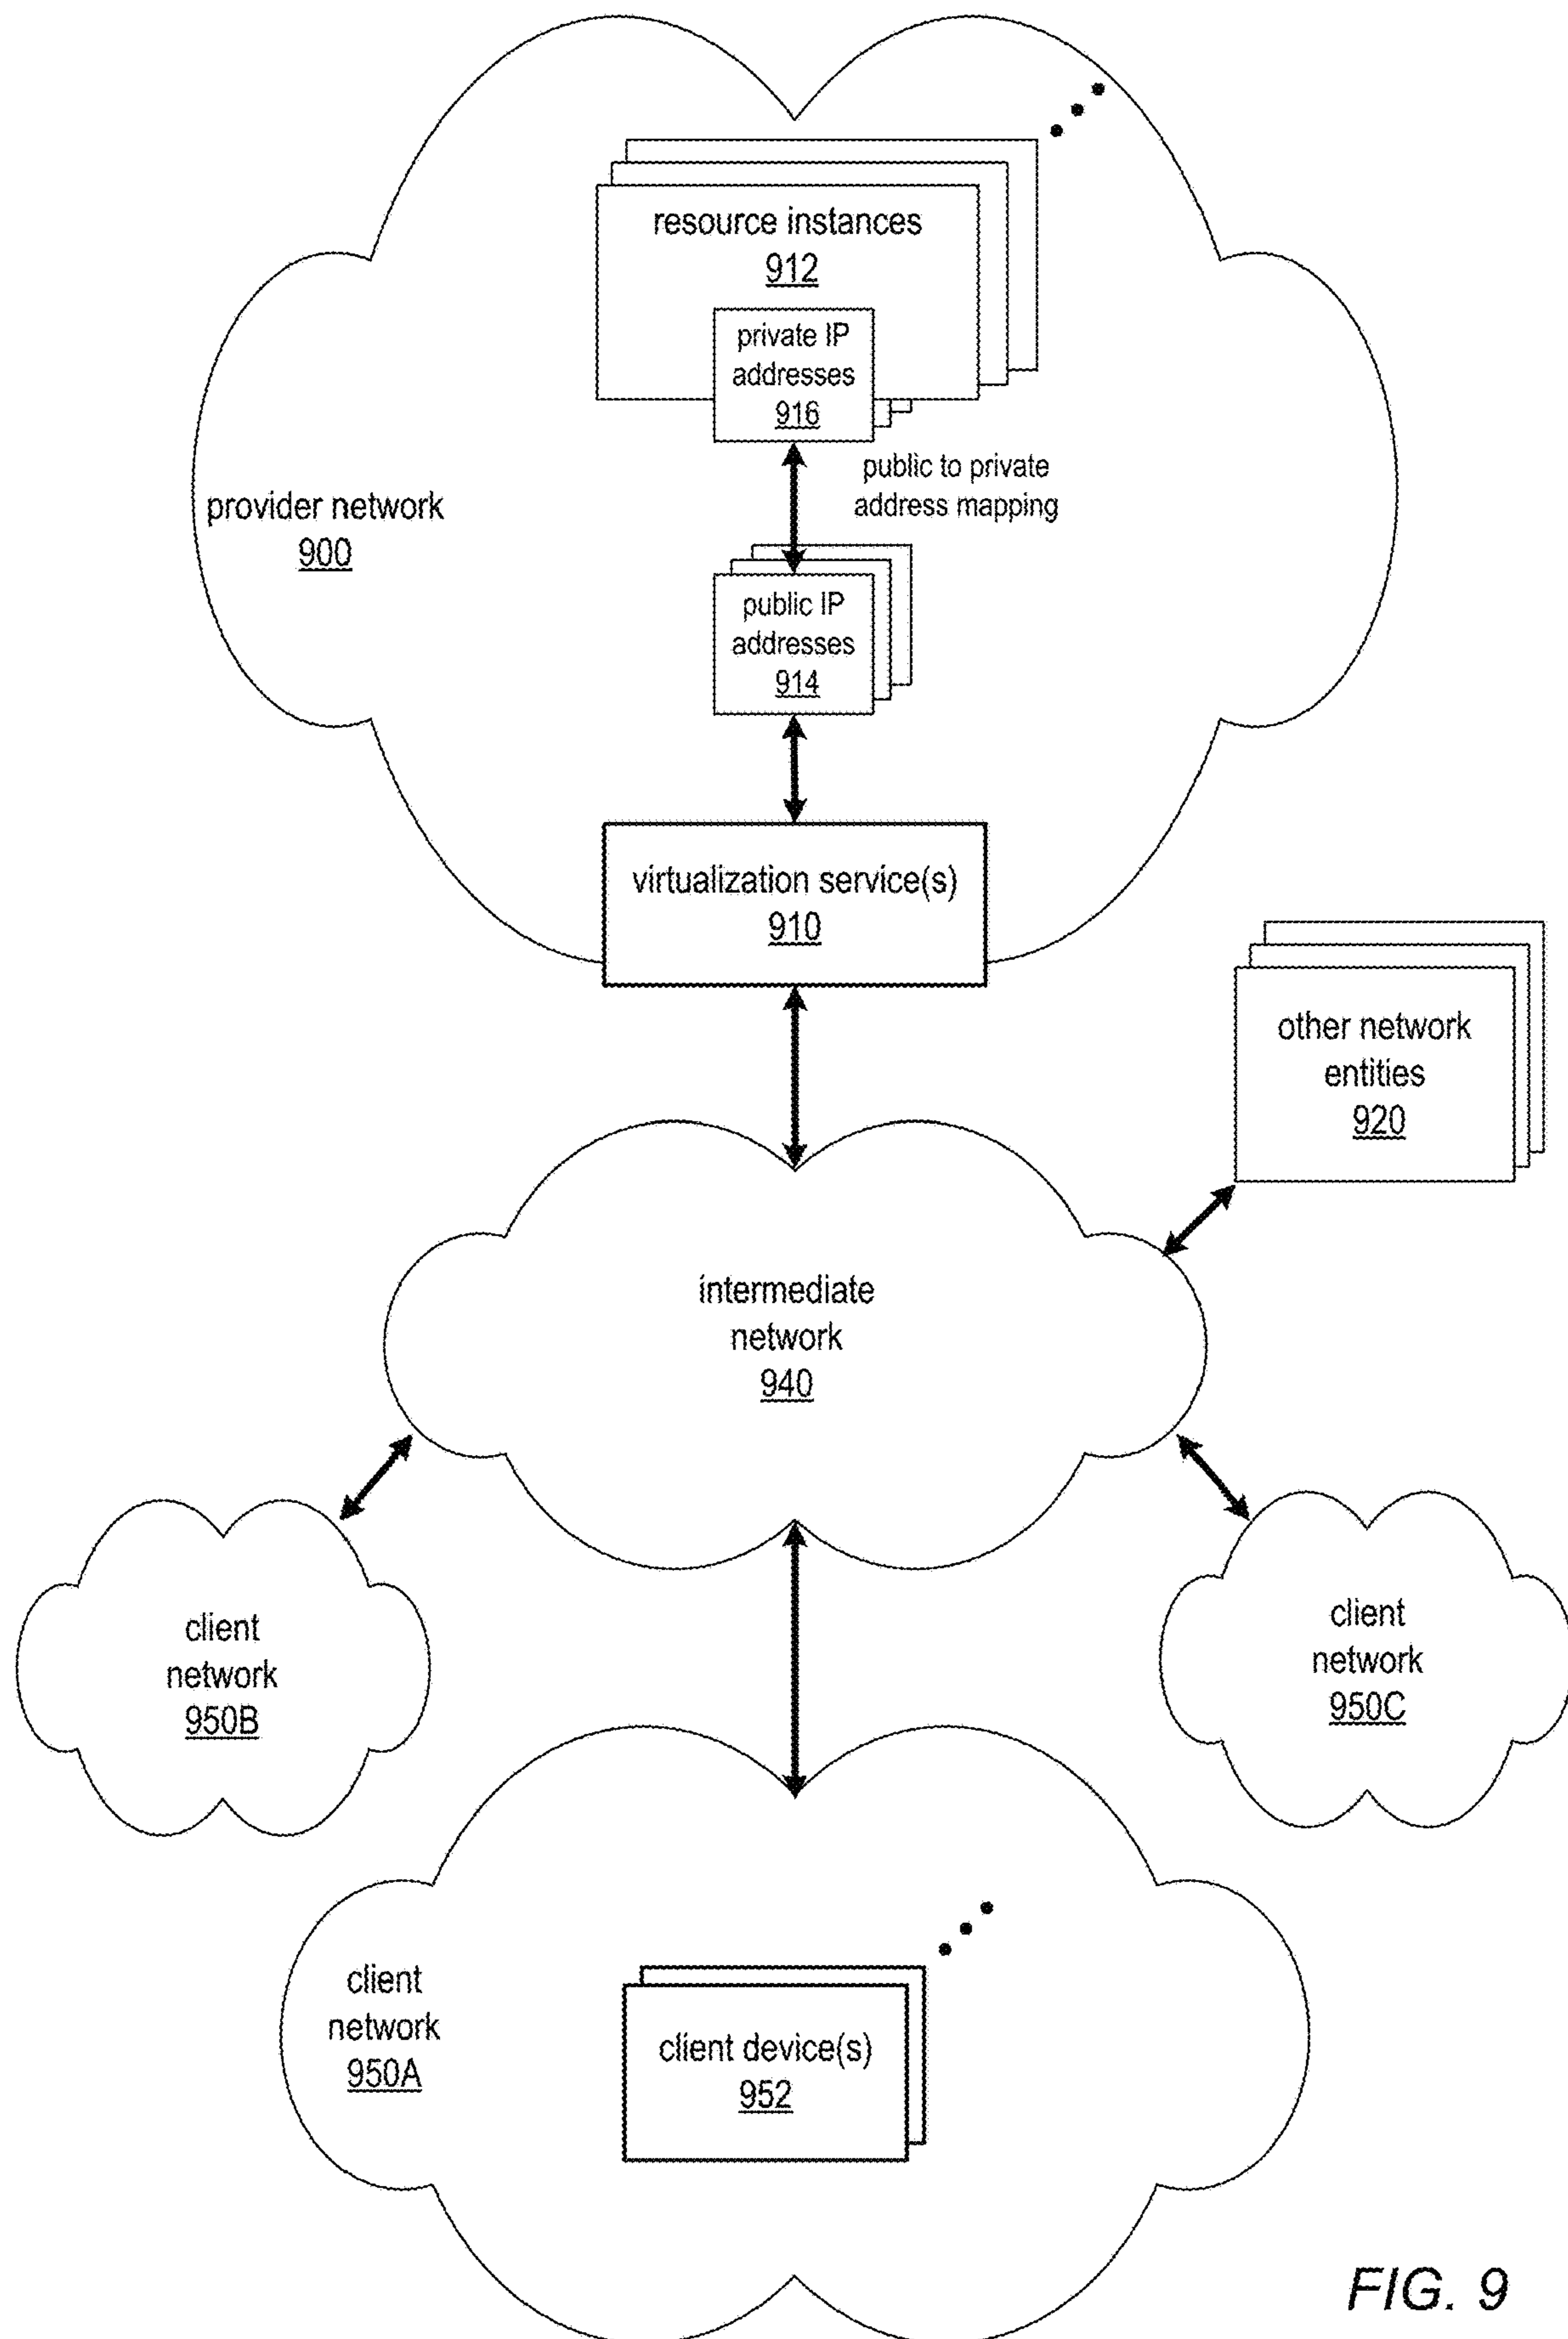 resource instances
912
private IP
addresses
916
public to private
address mapping
provider network
900
public IP
addresses
914
virtualization service(s)
910
other network
entities
920
intermediate
network
940
client
network
950B
client
network
950C
client
network
950A
client device(s)
952
FIG. 9